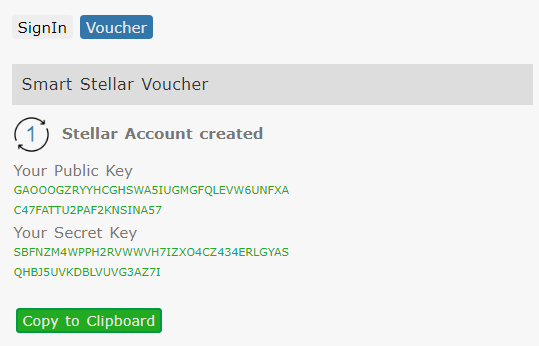 SignIn Voucher
Smart Stellar Voucher
1 Stellar Account created
Your Public Key
GAOOOGZRYYHCGHSWA5IUGMGFQLEVW6UNFXA
C47FATTU2PAF2KNSINA57
Your Secret Key
SBFNZM4WPPH2RVWWVH7IZXO4CZ434ERLGYAS
QHBJ5UVKDBLVUVG3AZ7I
Copy to Clipboard